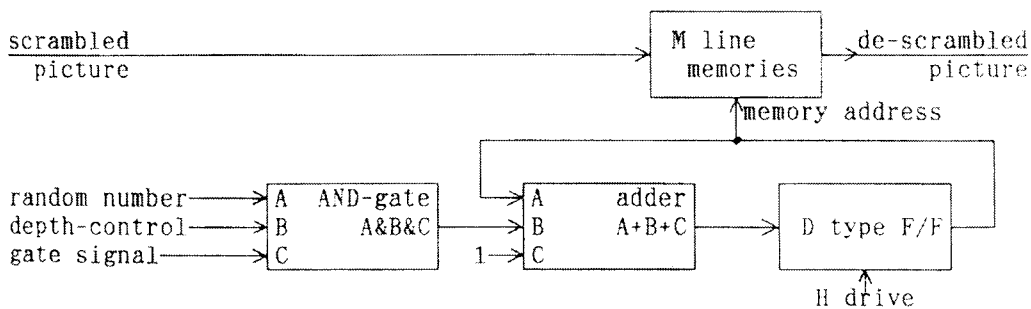 scrambled
picture
M line
memories
de-scrambled
picture
memory address
random number
depth-control
gate signal
A AND-gate
B A&B&C
C
1
A adder
B A+B+C
C
D type F/F
H drive